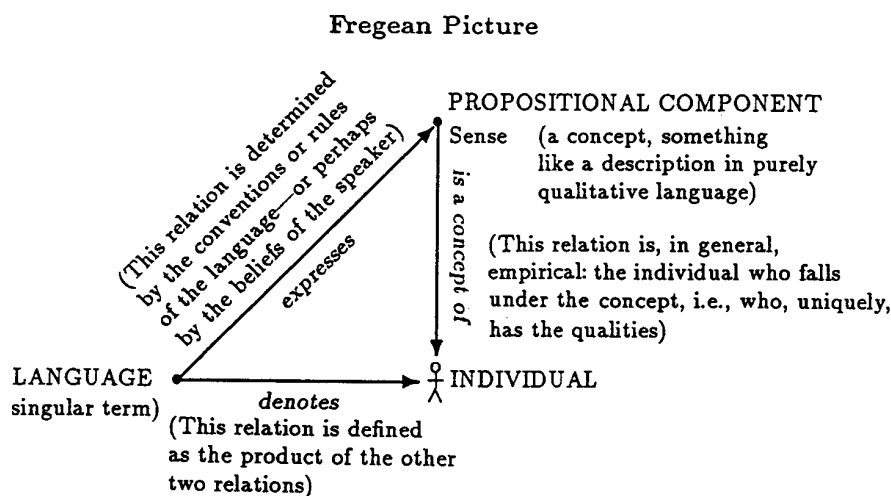 Fregean Picture
(This relation is determined
by the conventions or rules
of the language—or perhaps
by the beliefs of the speaker)
expresses
PROPOSITIONAL COMPONENT
Sense (a concept, something
like a description in purely
qualitative language)
is a concept of
(This relation is, in general,
empirical: the individual who falls
under the concept, i.e., who, uniquely,
has the qualities)
LANGUAGE
singular term)
INDIVIDUAL
denotes
(This relation is defined
as the product of the other
two relations)